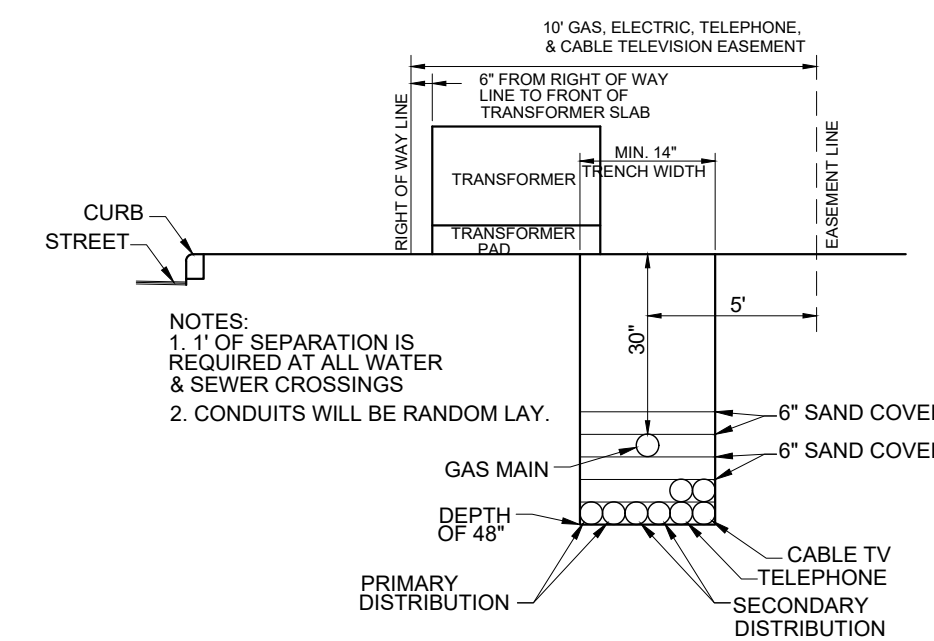 10' GAS, ELECTRIC, TELEPHONE,
& CABLE TELEVISION EASEMENT
6" FROM RIGHT OF WAY
LINE TO FRONT OF
TRANSFORMER SLAB
RIGHT OF WAY LINE
MIN. 14"
TRENCH WIDTH
EASEMENT LINE
TRANSFORMER
TRANSFORMER
PAD
CURB
STREET
5'
30"
NOTES:
1. 1' OF SEPARATION IS
REQUIRED AT ALL WATER
& SEWER CROSSINGS
2. CONDUITS WILL BE RANDOM LAY.
6" SAND COVER
6" SAND COVER
GAS MAIN
DEPTH
OF 48"
CABLE TV
TELEPHONE
PRIMARY
DISTRIBUTION
SECONDARY
DISTRIBUTION